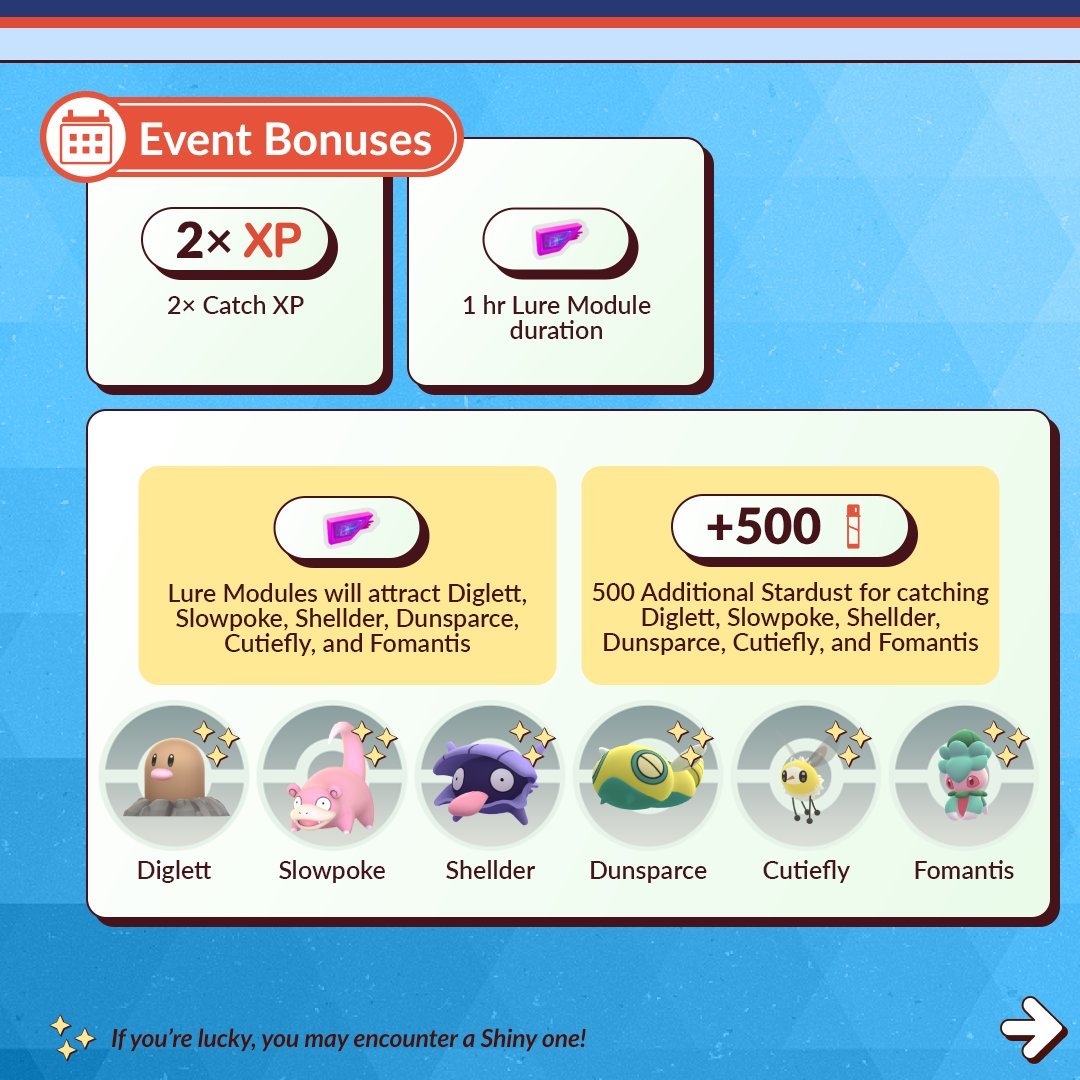 Event Bonuses
2× XP
2× Catch XP
1 hr Lure Module
duration
Lure Modules will attract Diglett,
Slowpoke, Shellder, Dunsparce,
Cutiefly, and Fomantis
+500
500 Additional Stardust for catching
Diglett, Slowpoke, Shellder,
Dunsparce, Cutiefly, and Fomantis
Diglett
Slowpoke
Shellder
Dunsparce
Cutiefly
Fomantis
If you're lucky, you may encounter a Shiny one!